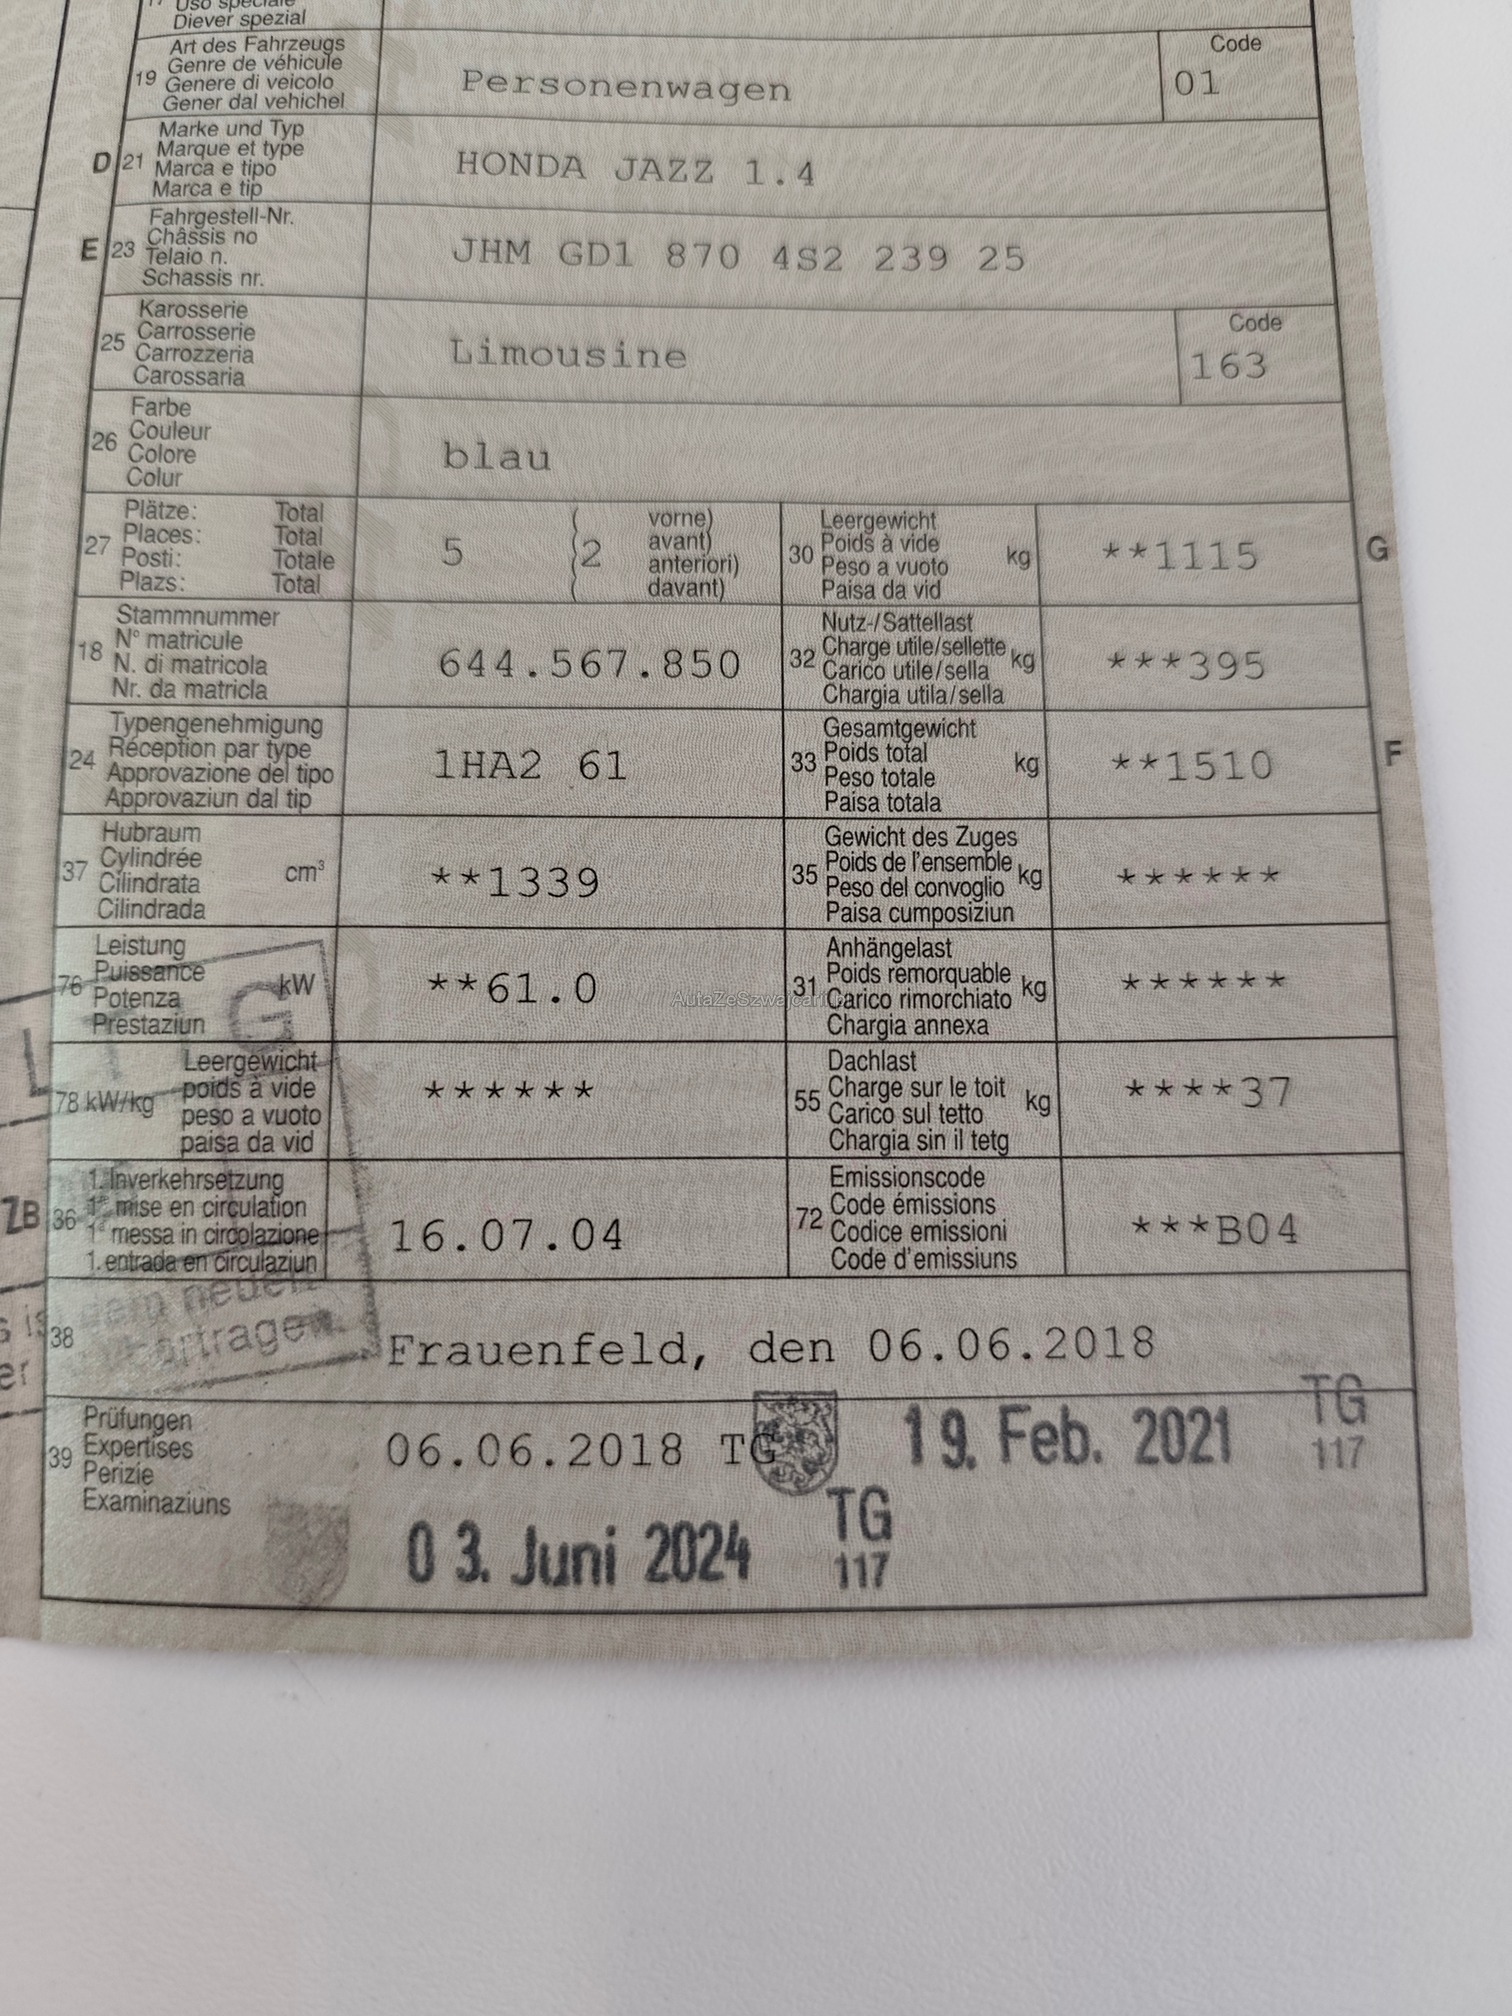 17 Uso speciale
Diever spezial
19 Art des Fahrzeugs
Genre de véhicule
Genere di veicolo
Gener dal vehichel
Personenwagen
Code
01
D 21 Marke und Typ
Marque et type
Marca e tipo
Marca e tip
HONDA JAZZ 1.4
E 23 Fahrgestell-Nr.
Châssis no
Telaio n.
Schassis nr.
JHM GD1 870 4S2 239 25
25 Karosserie
Carrosserie
Carrozzeria
Carossaria
Limousine
Code
163
26 Farbe
Couleur
Colore
Colur
blau
27 Plätze: Total
Places: Total
Posti: Totale
Plazs: Total
5 (2 vorne)
avant)
anteriori)
davant)
30 Leergewicht
Poids à vide
Peso a vuoto
Paisa da vid
kg
**1115
G
18 Stammnummer
N° matricule
N. di matricola
Nr. da matricla
644.567.850
32 Nutz-/Sattellast
Charge utile/sellette
Carico utile/sella
Chargia utila/sella
kg
***395
24 Typengenehmigung
Réception par type
Approvazione del tipo
Approvaziun dal tip
1HA2 61
33 Gesamtgewicht
Poids total
Peso totale
Paisa totala
kg
**1510
F
37 Hubraum
Cylindrée
Cilindrata
Cilindrada
cm³
**1339
35 Gewicht des Zuges
Poids de l'ensemble
Peso del convoglio
Paisa cumposiziun
kg
******
76 Leistung
Puissance
Potenza
Prestaziun
kW
**61.0
31 Anhängelast
Poids remorquable
Carico rimorchiato
Chargia annexa
kg
******
78 kW/kg
Leergewicht
poids à vide
peso a vuoto
paisa da vid
******
55 Dachlast
Charge sur le toit
Carico sul tetto
Chargia sin il tetg
kg
****37
ZB 36 1. Inverkehrsetzung
1re mise en circulation
1a messa in circolazione
1. entrada en circulaziun
16.07.04
72 Emissionscode
Code émissions
Codice emissioni
Code d'emissiuns
***B04
dem neuen
38
Frauenfeld, den 06.06.2018
39 Prüfungen
Expertises
Perizie
Examinaziuns
06.06.2018 TG
19. Feb. 2021
TG
117
03. Juni 2024
TG
117